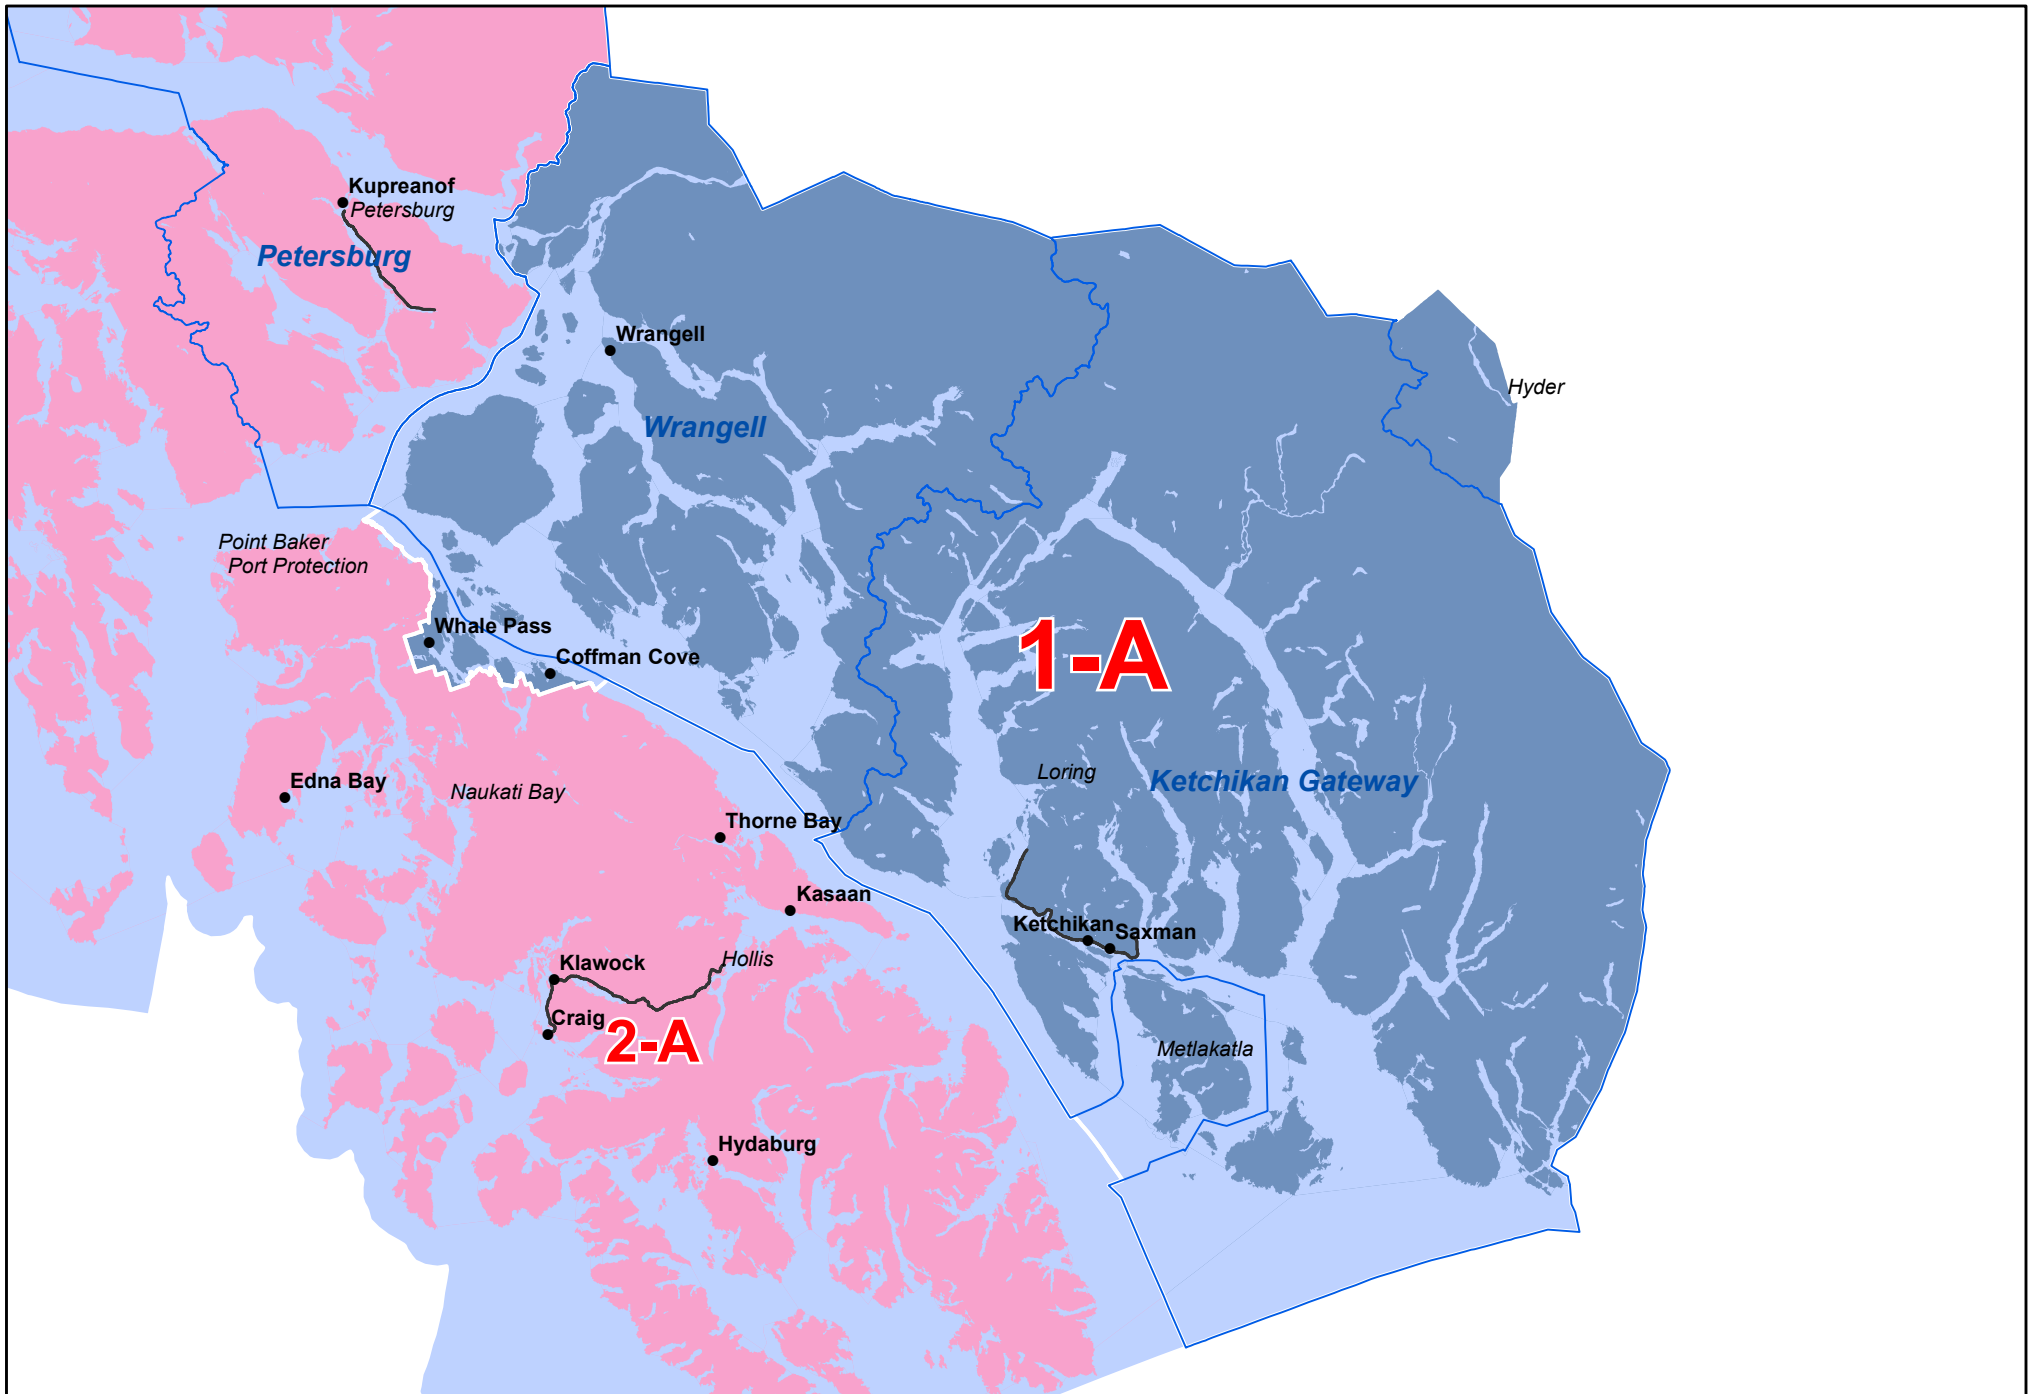 Kupreanof
Petersburg
Petersburg
Wrangell
Hyder
Wrangell
Point Baker
Port Protection
Whale Pass
Coffman Cove
1-A
Loring
Ketchikan Gateway
Edna Bay
Naukati Bay
Thorne Bay
Kasaan
Ketchikan
Saxman
Klawock
Hollis
Craig
2-A
Metlakatla
Hydaburg